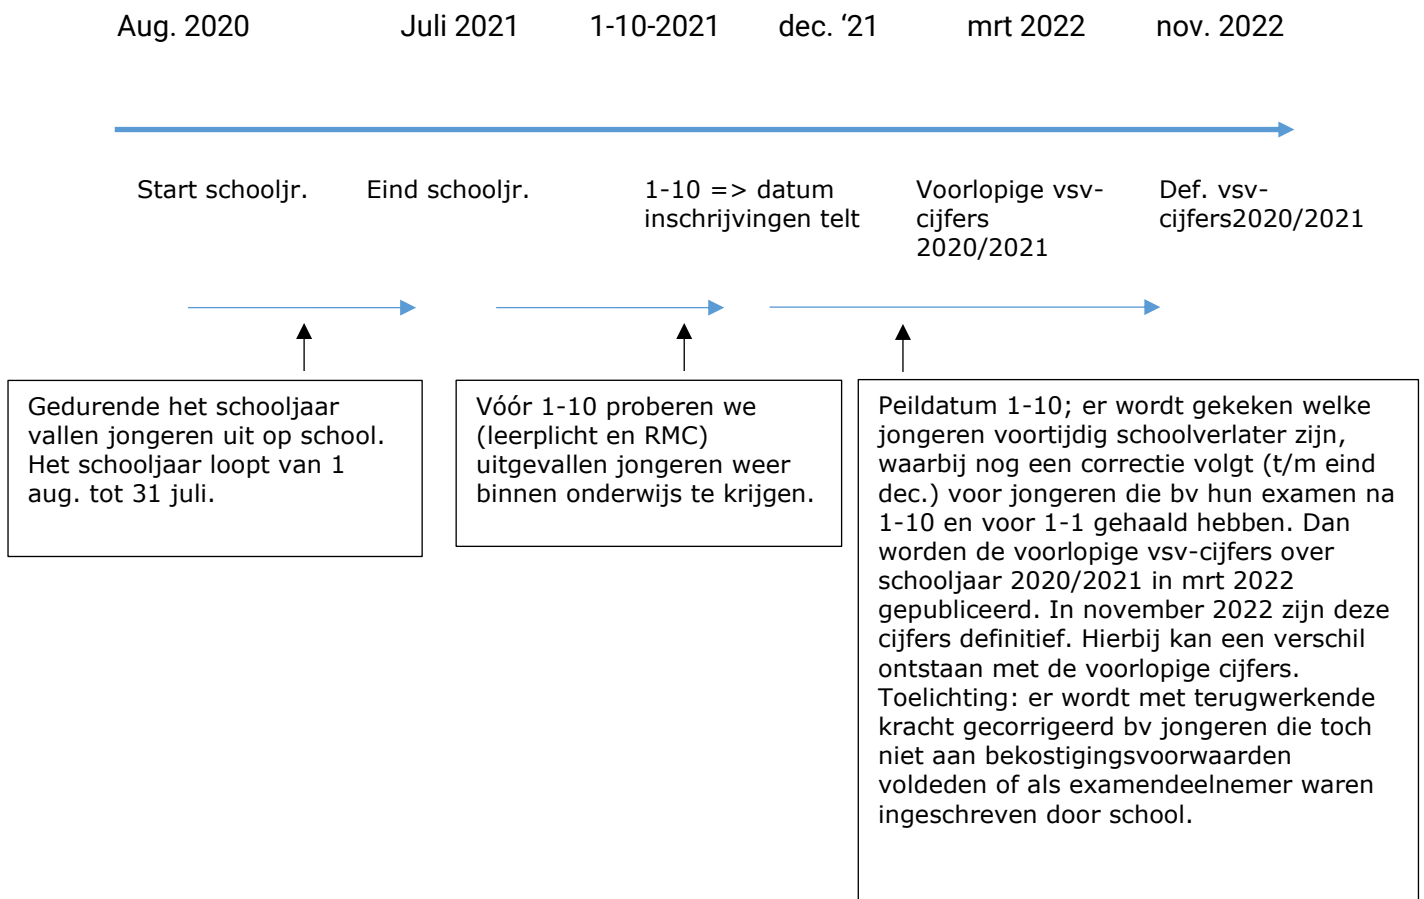 Aug. 2020
Juli 2021
1-10-2021
dec. ‘21
mrt 2022
nov. 2022
Start schooljr.
Eind schooljr.
1-10 => datum
inschrijvingen telt
Voorlopige vsv-
cijfers
2020/2021
Def. vsv-
cijfers2020/2021
Gedurende het schooljaar
vallen jongeren uit op school.
Het schooljaar loopt van 1
aug. tot 31 juli.
Vóór 1-10 proberen we
(leerplicht en RMC)
uitgevallen jongeren weer
binnen onderwijs te krijgen.
Peildatum 1-10; er wordt gekeken welke
jongeren voortijdig schoolverlater zijn,
waarbij nog een correctie volgt (t/m eind
dec.) voor jongeren die bv hun examen na
1-10 en voor 1-1 gehaald hebben. Dan
worden de voorlopige vsv-cijfers over
schooljaar 2020/2021 in mrt 2022
gepubliceerd. In november 2022 zijn deze
cijfers definitief. Hierbij kan een verschil
ontstaan met de voorlopige cijfers.
Toelichting: er wordt met terugwerkende
kracht gecorrigeerd bv jongeren die toch
niet aan bekostigingsvoorwaarden
voldeden of als examendeelnemer waren
ingeschreven door school.